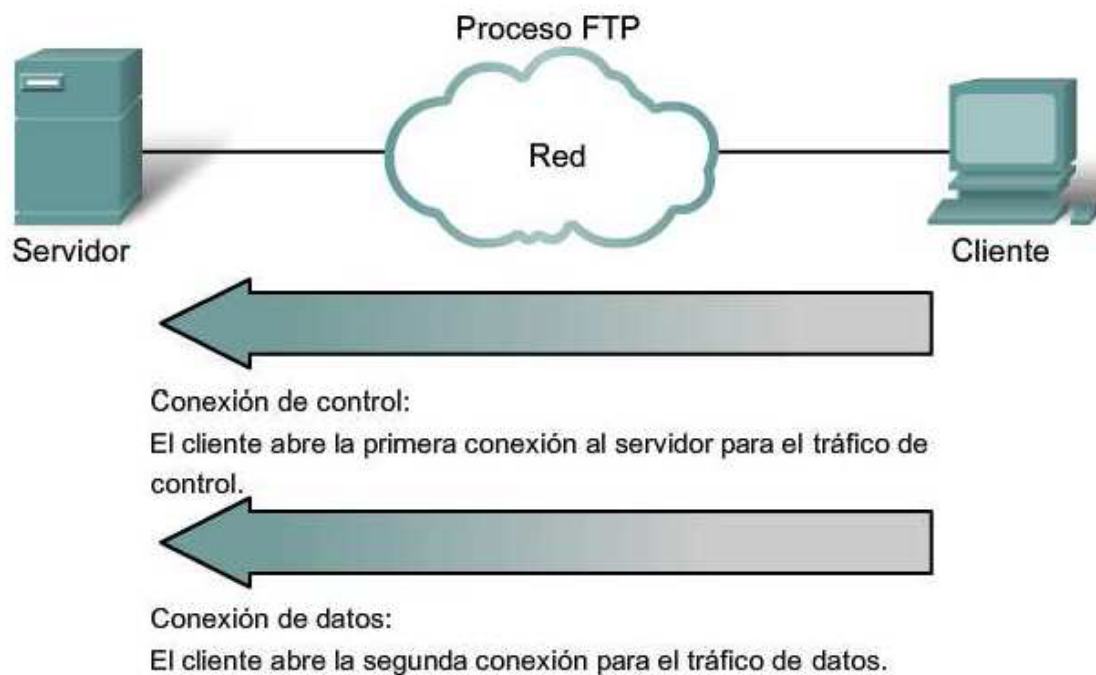 Proceso FTP
Red
Servidor
Cliente
Conexión de control:
El cliente abre la primera conexión al servidor para el tráfico de
control.
Conexión de datos:
El cliente abre la segunda conexión para el tráfico de datos.